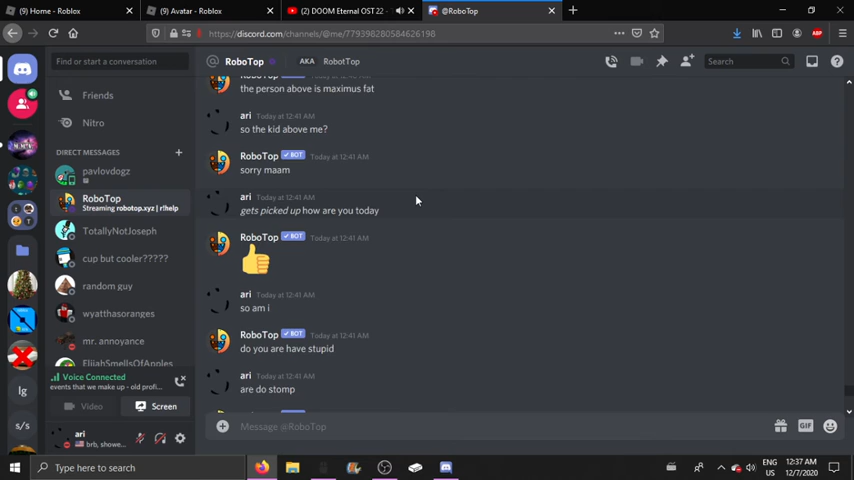 (9) Home - Roblox
(9) Avatar - Roblox
(2) DOOM Eternal OST 22 -
@RoboTop
https://discord.com/channels/@me/779398280584626198
ABP
Find or start a conversation
@ RoboTop
AKA RobotTop
Search
Friends
Nitro
DIRECT MESSAGES +
pavlovdogz
RoboTop
Streaming robotop.xyz | r!help
TotallyNotJoseph
cup but cooler?????
random guy
wyatthasoranges
mr. annoyance
ElijahSmellsOfApples
Voice Connected
events that we make up - old profi...
Video
Screen
ari
brb, showe...
lg
s/s
the person above is maximus fat
ari Today at 12:41 AM
so the kid above me?
RoboTop ✔ BOT Today at 12:41 AM
sorry maam
ari Today at 12:41 AM
gets picked up how are you today
RoboTop ✔ BOT Today at 12:41 AM
👍
ari Today at 12:41 AM
so am i
RoboTop ✔ BOT Today at 12:41 AM
do you are have stupid
ari Today at 12:41 AM
are do stomp
Message @RoboTop
GIF
Type here to search
ENG
US
12:37 AM
12/7/2020